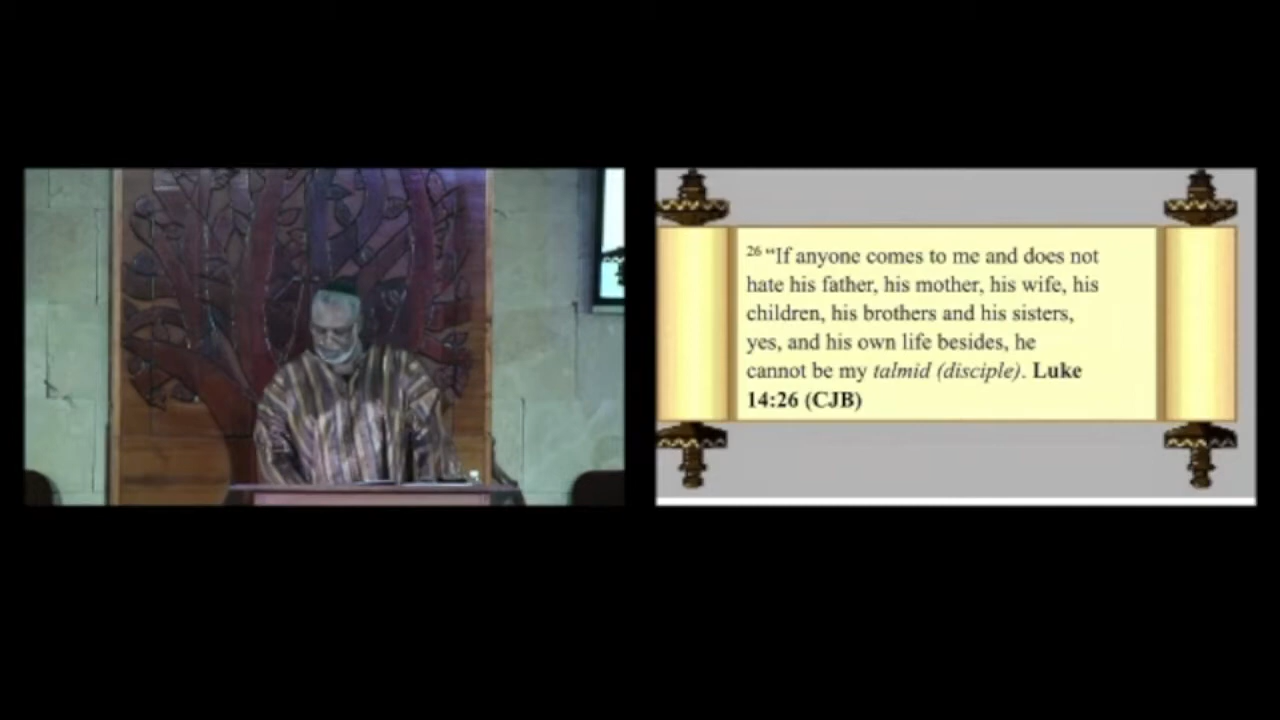 26 “If anyone comes to me and does not
hate his father, his mother, his wife, his
children, his brothers and his sisters,
yes, and his own life besides, he
cannot be my talmid (disciple). Luke
14:26 (CJB)